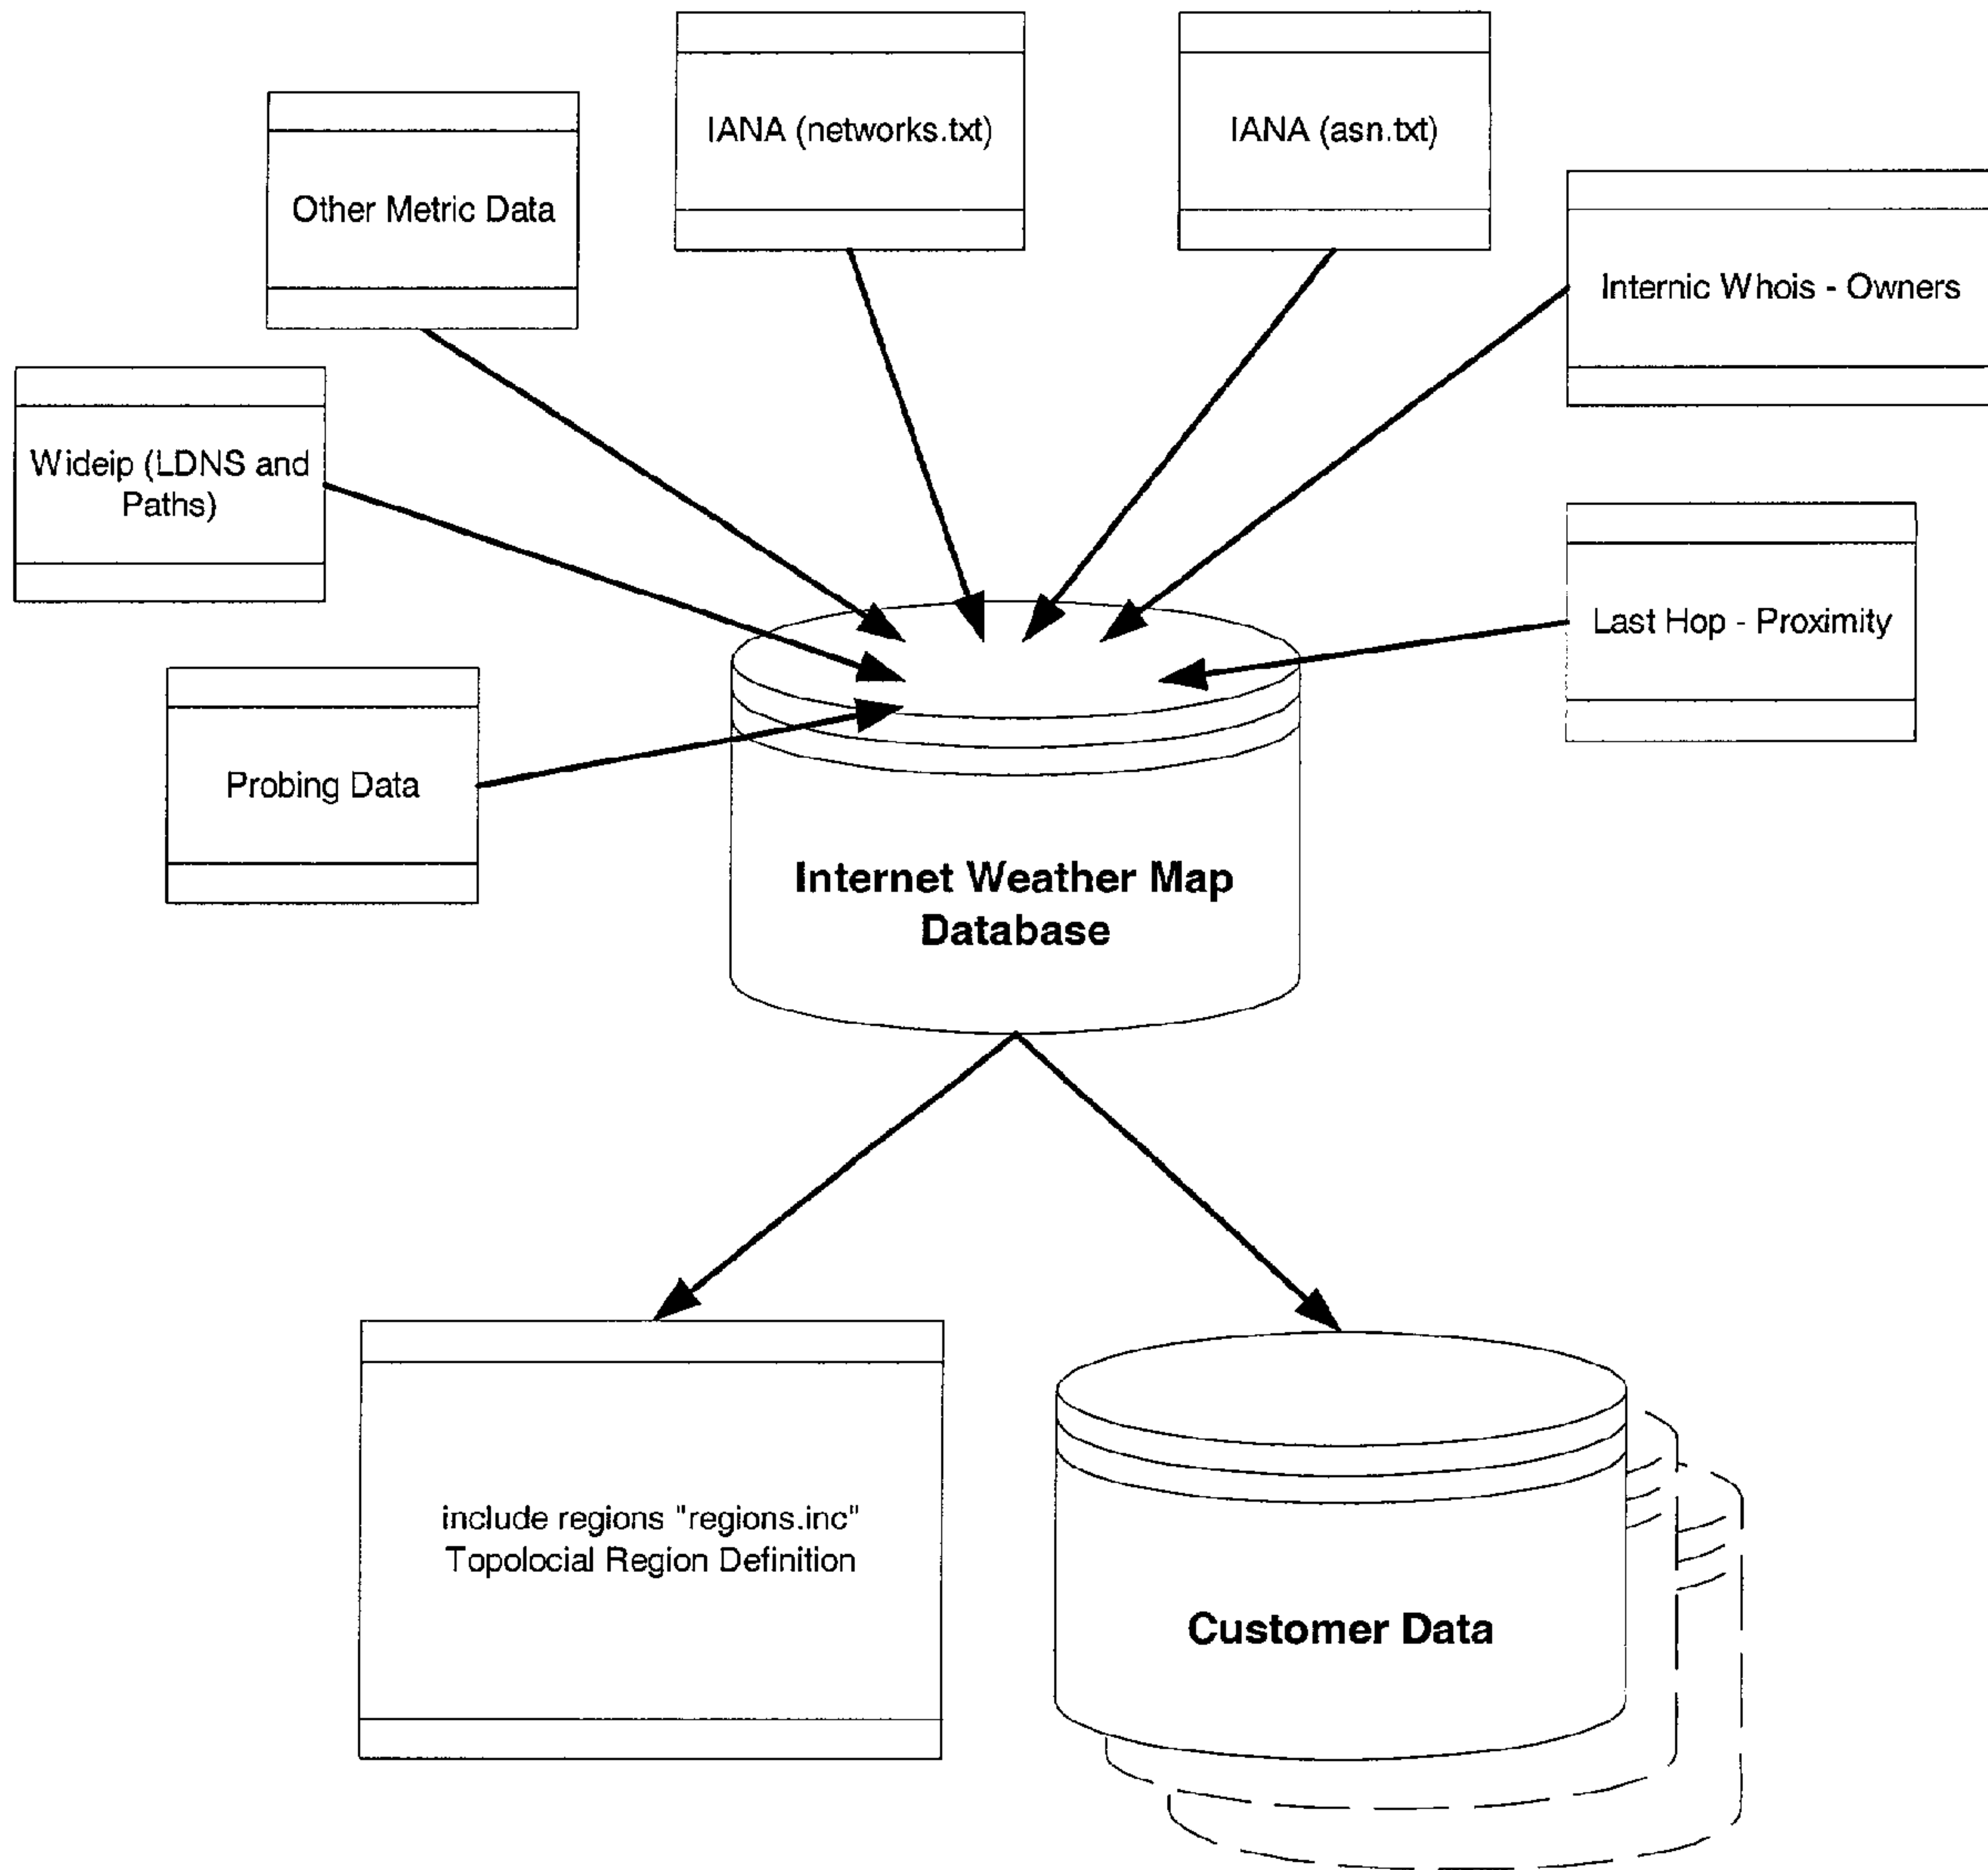 IANA (networks.txt)
IANA (asn.txt)
Other Metric Data
Internic Whois - Owners
Wideip (LDNS and
Paths)
Last Hop - Proximity
Probing Data
Internet Weather Map
Database
include regions "regions.inc"
Topolocial Region Definition
Customer Data